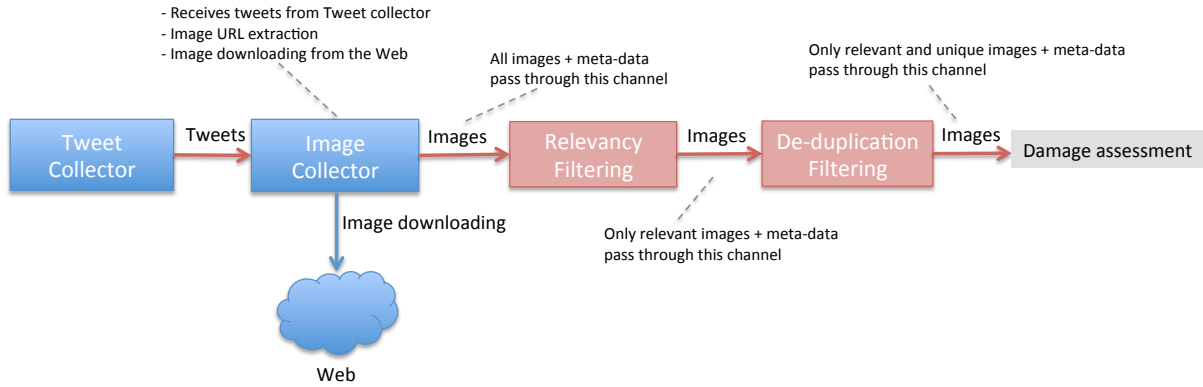 - Receives tweets from Tweet collector
- Image URL extraction
- Image downloading from the Web
All images + meta-data
pass through this channel
Only relevant and unique images + meta-data
pass through this channel
Tweet
Collector
Tweets
Image
Collector
Images
Relevancy
Filtering
Images
De-duplication
Filtering
Images
Damage assessment
Image downloading
Only relevant images + meta-data
pass through this channel
Web